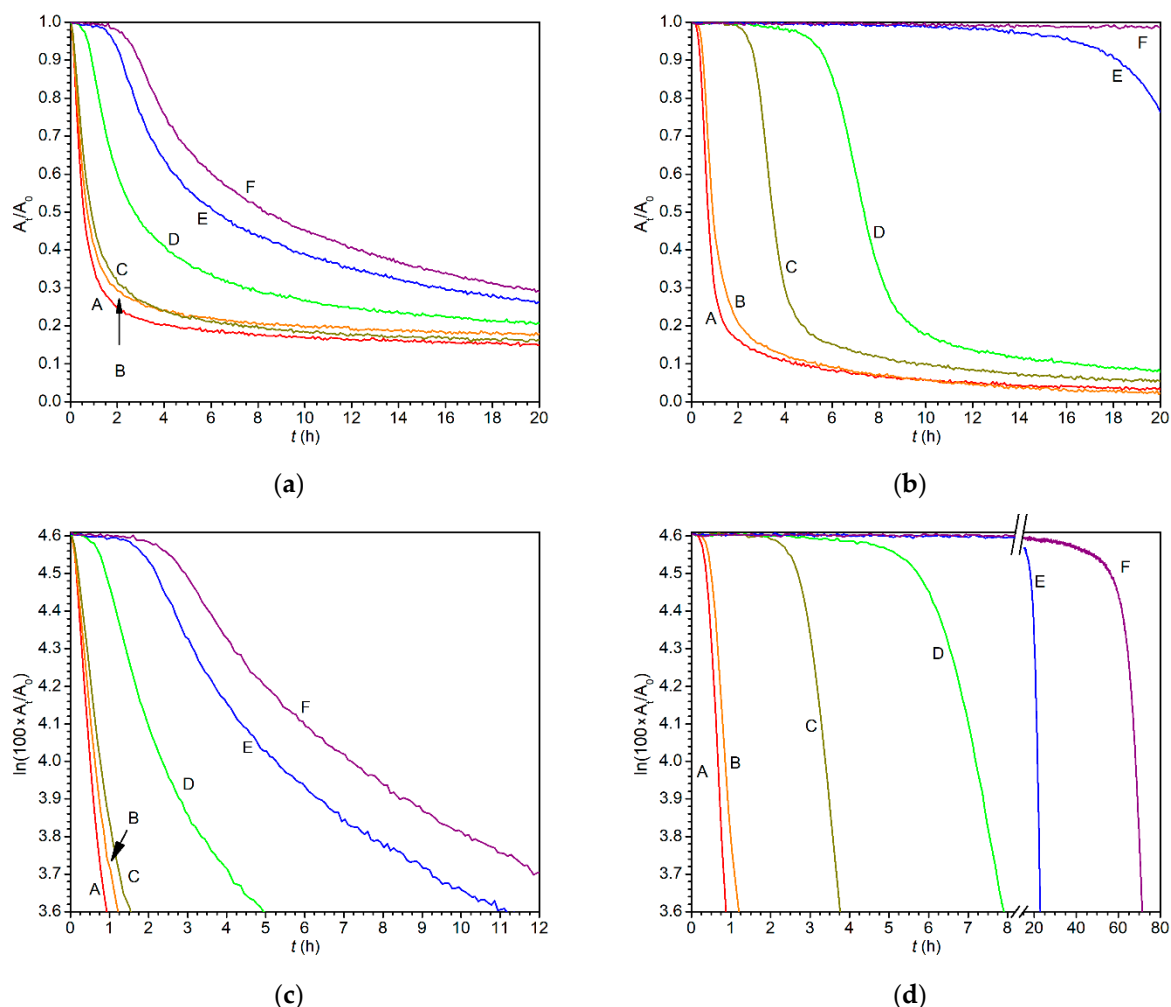 1.0
0.9
0.8
0.7
0.6
0.5
0.4
0.3
0.2
0.1
0.0
A_t/A_0
A
B
C
D
E
F
0 2 4 6 8 10 12 14 16 18 20
t (h)
(a)
1.0
0.9
0.8
0.7
0.6
0.5
0.4
0.3
0.2
0.1
0.0
A_t/A_0
A
B
C
D
E
F
0 2 4 6 8 10 12 14 16 18 20
t (h)
(b)
4.6
4.5
4.4
4.3
4.2
4.1
4.0
3.9
3.8
3.7
3.6
ln(100 × A_t/A_0)
A
B
C
D
E
F
0 1 2 3 4 5 6 7 8 9 10 11 12
t (h)
(c)
4.6
4.5
4.4
4.3
4.2
4.1
4.0
3.9
3.8
3.7
3.6
ln(100 × A_t/A_0)
A
B
C
D
E
F
0 1 2 3 4 5 6 7 8 20 40 60 80
t (h)
(d)